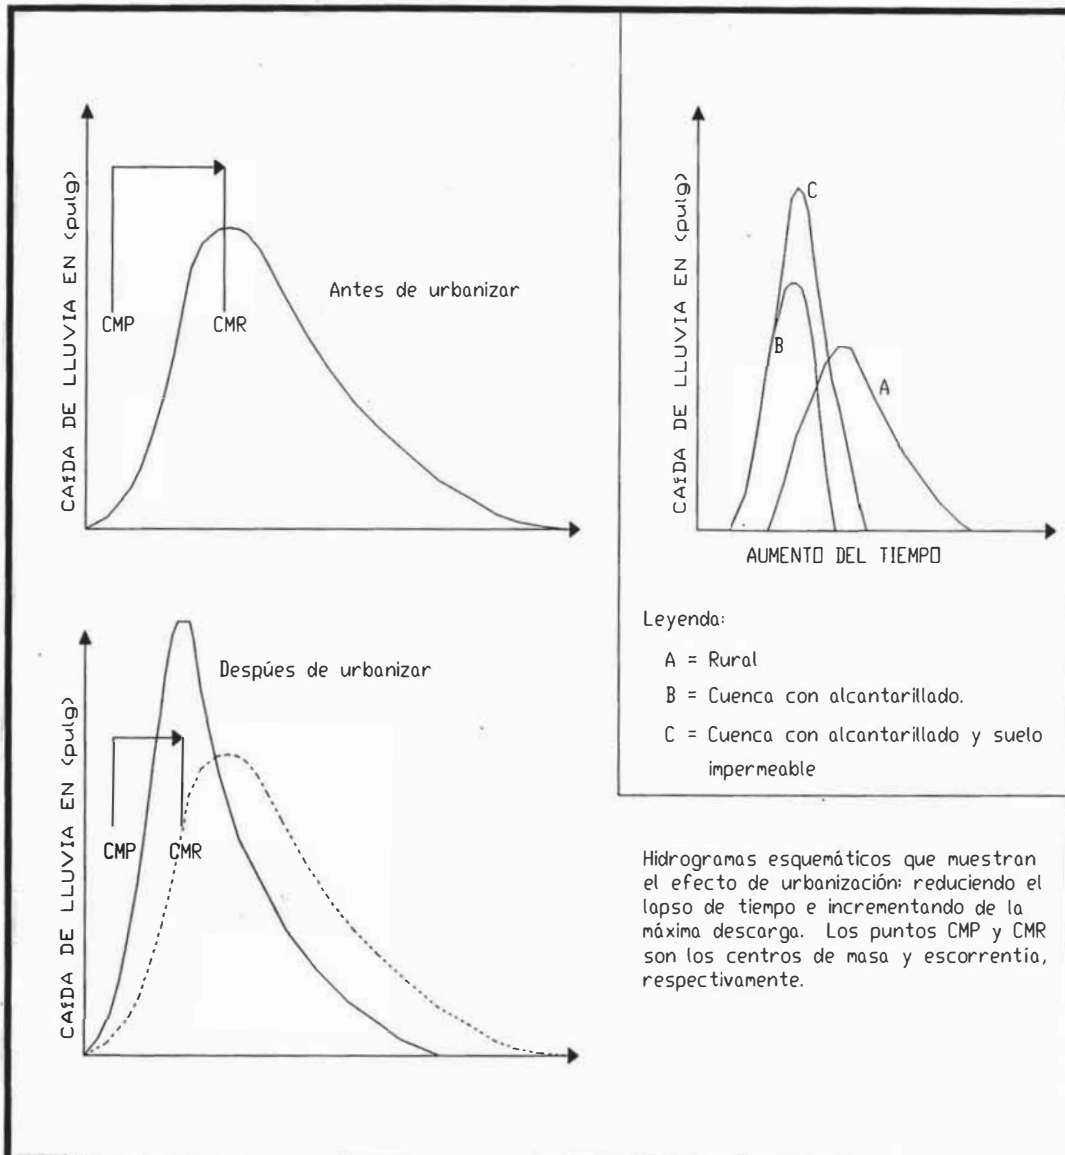 CAíDA DE LLUVIA EN (pulg)
CMP
CMR
Antes de urbanizar
CAíDA DE LLUVIA EN (pulg)
CMP
CMR
Despúes de urbanizar
CAíDA DE LLUVIA EN (pulg)
C
B
A
AUMENTO DEL TIEMPO
Leyenda:
A = Rural
B = Cuenca con alcantarillado.
C = Cuenca con alcantarillado y suelo
impermeable
Hidrogramas esquemáticos que muestran
el efecto de urbanización: reduciendo el
lapso de tiempo e incrementando de la
máxima descarga. Los puntos CMP y CMR
son los centros de masa y escorrentía,
respectivamente.